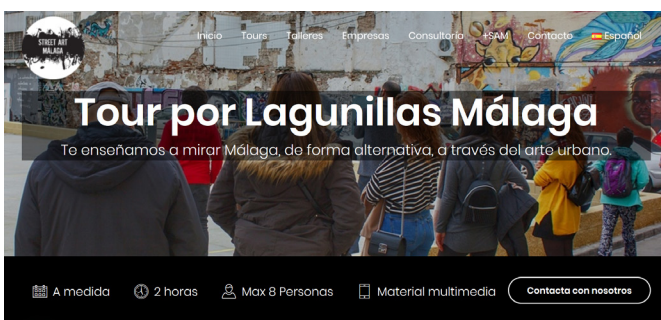 STREET ART
MÁLAGA
Inicio Tours Talleres Empresas Consultoría +SAM Contacto Español
Tour por Lagunillas Málaga
Te enseñamos a mirar Málaga, de forma alternativa, a través del arte urbano.
A medida 2 horas Max 8 Personas Material multimedia Contacta con nosotros